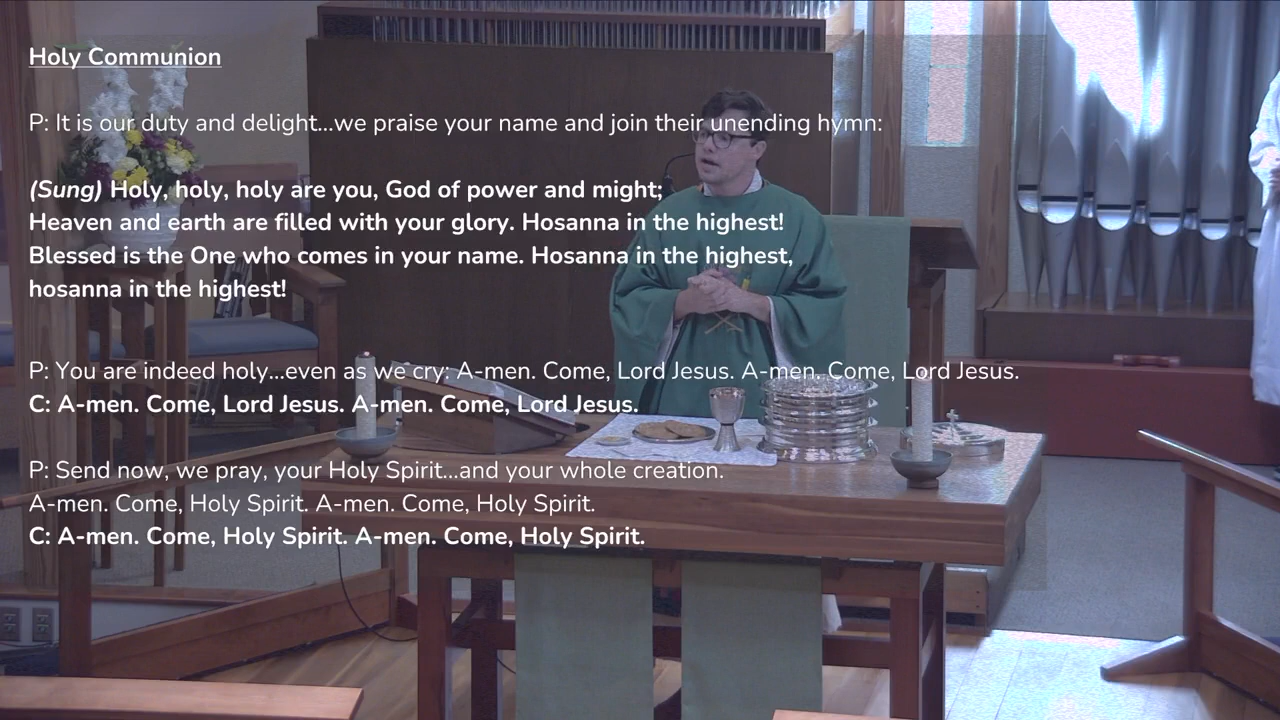 Holy Communion
P: It is our duty and delight...we praise your name and join their unending hymn:
(Sung) Holy, holy, holy are you, God of power and might;
Heaven and earth are filled with your glory. Hosanna in the highest!
Blessed is the One who comes in your name. Hosanna in the highest,
hosanna in the highest!
P: You are indeed holy...even as we cry: A-men. Come, Lord Jesus. A-men. Come, Lord Jesus.
C: A-men. Come, Lord Jesus. A-men. Come, Lord Jesus.
P: Send now, we pray, your Holy Spirit...and your whole creation.
A-men. Come, Holy Spirit. A-men. Come, Holy Spirit.
C: A-men. Come, Holy Spirit. A-men. Come, Holy Spirit.